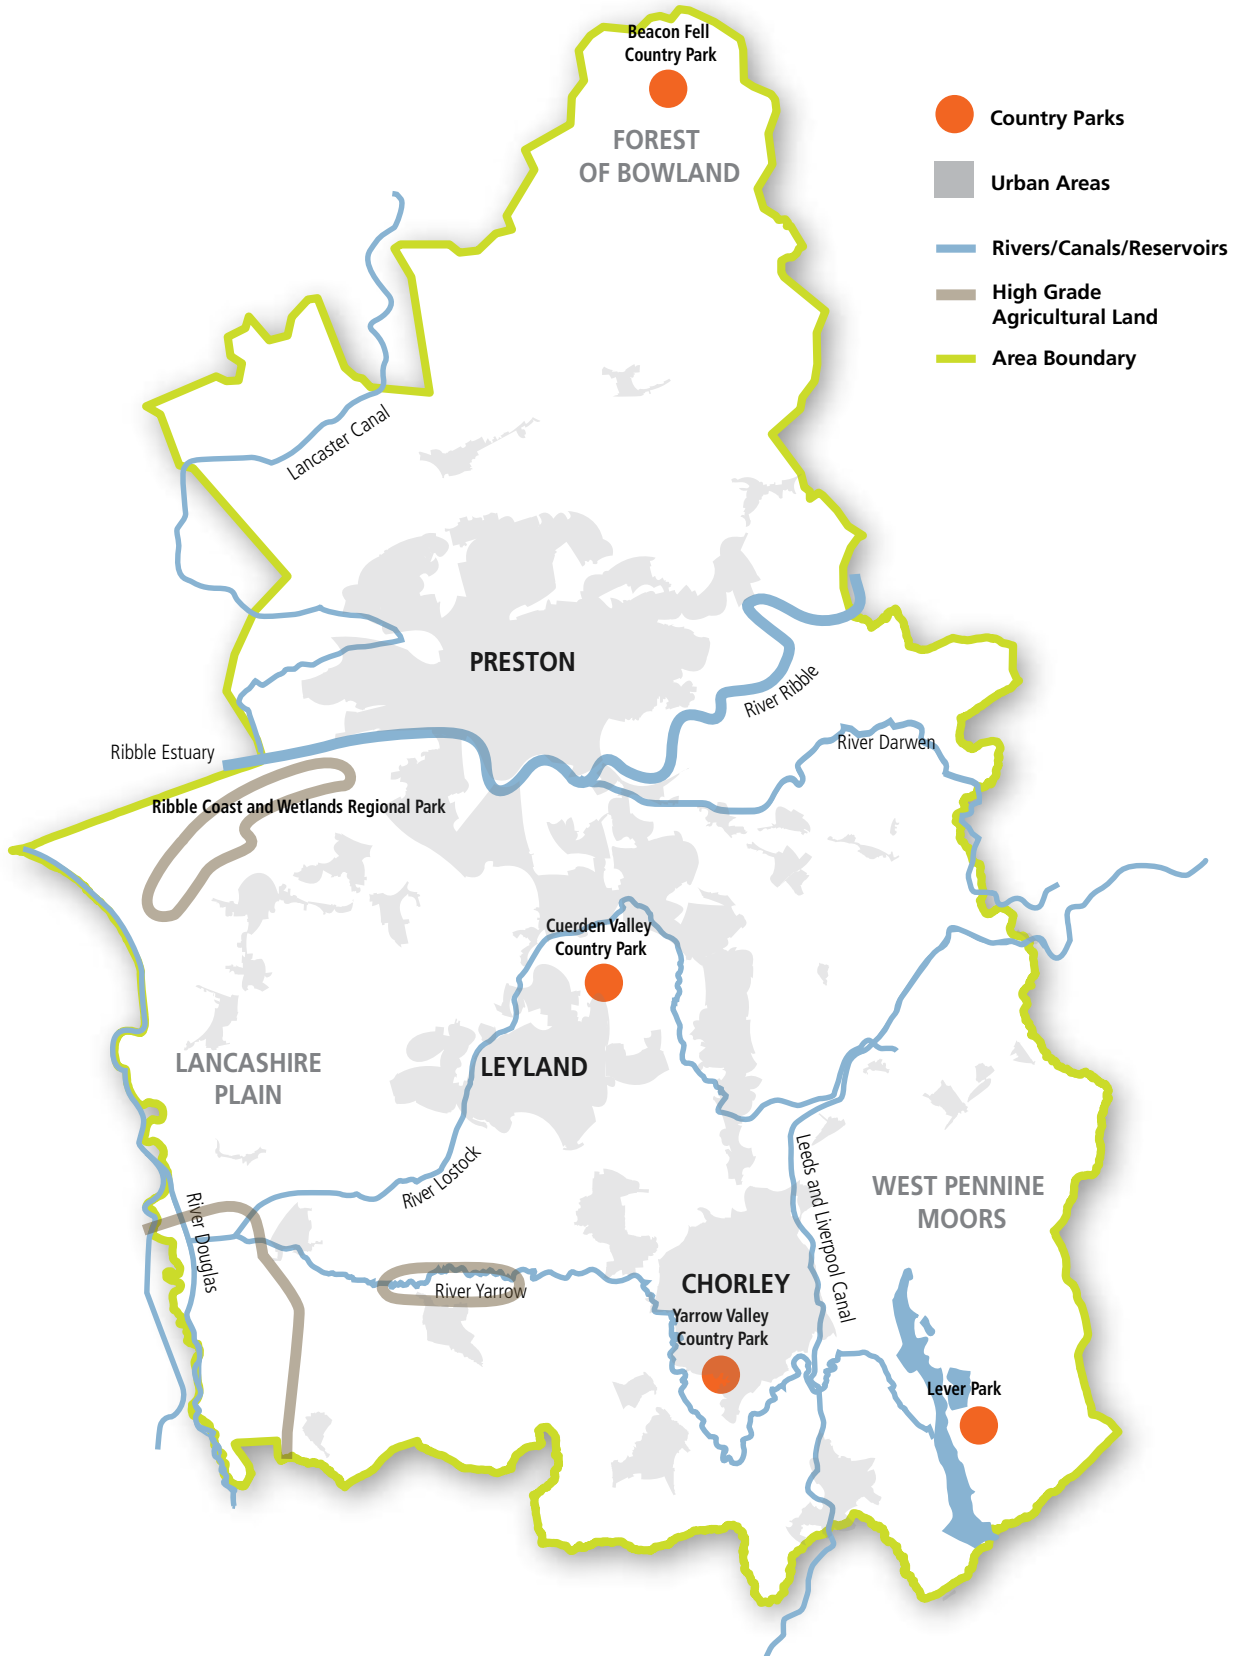 Beacon Fell
Country Park
FOREST
OF BOWLAND
Country Parks
Urban Areas
Rivers/Canals/Reservoirs
High Grade
Agricultural Land
Area Boundary
Lancaster Canal
PRESTON
River Ribble
Ribble Estuary
River Darwen
Ribble Coast and Wetlands Regional Park
Cuerden Valley
Country Park
LANCASHIRE
PLAIN
LEYLAND
River Lostock
Leeds and Liverpool Canal
WEST PENNINE
MOORS
River Douglas
River Yarrow
CHORLEY
Yarrow Valley
Country Park
Lever Park